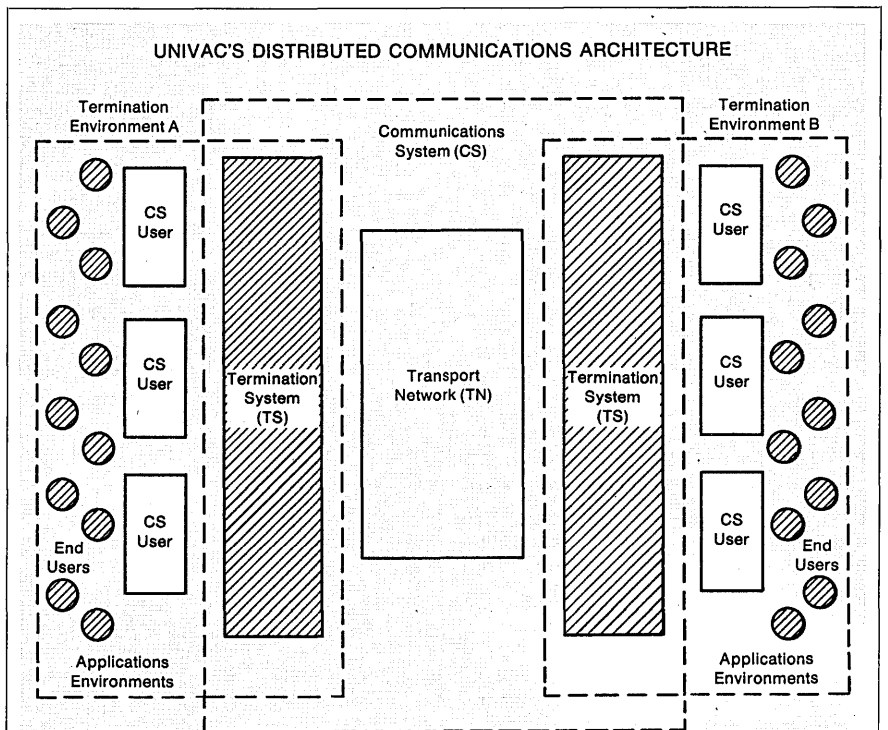 UNIVAC'S DISTRIBUTED COMMUNICATIONS ARCHITECTURE
Termination
Environment A
Communications
System (CS)
Termination
Environment B
CS
User
CS
User
CS
User
Termination
System
(TS)
Transport
Network (TN)
Termination
System
(TS)
CS
User
CS
User
CS
User
End
Users
End
Users
Applications
Environments
Applications
Environments